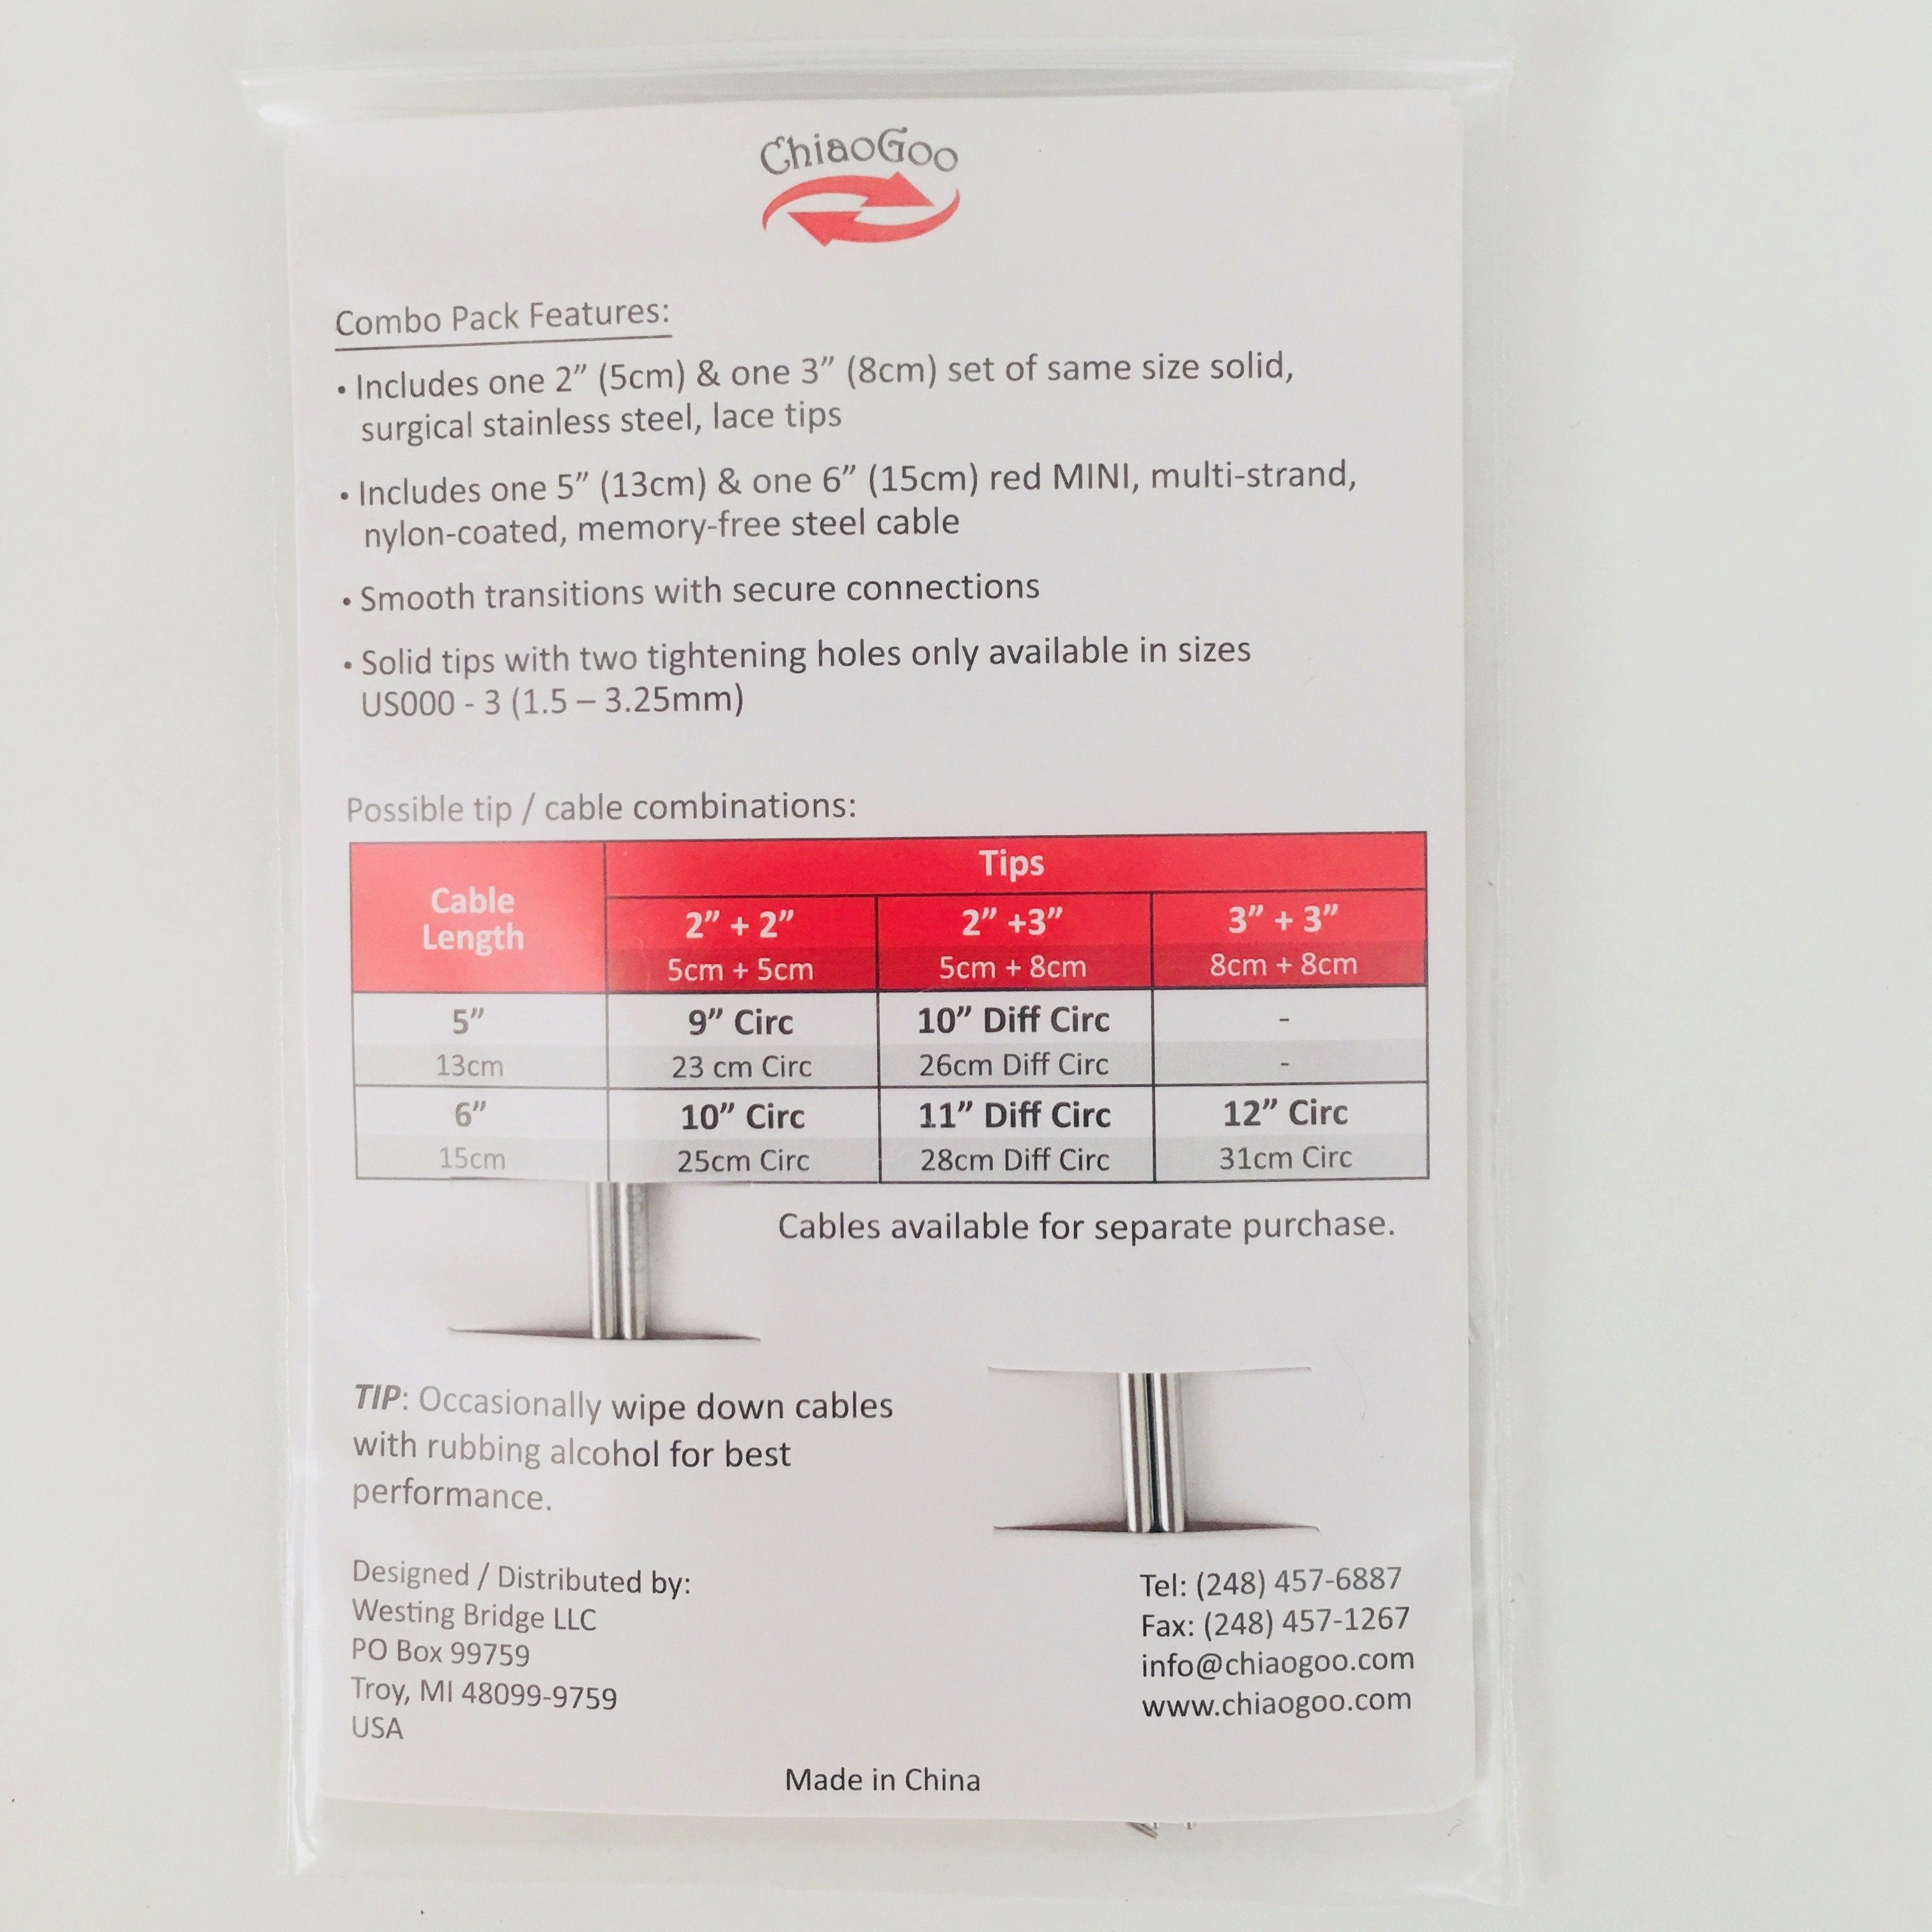 ChiaoGoo
Combo Pack Features:
• Includes one 2” (5cm) & one 3” (8cm) set of same size solid,
surgical stainless steel, lace tips
• Includes one 5” (13cm) & one 6” (15cm) red MINI, multi-strand,
nylon-coated, memory-free steel cable
• Smooth transitions with secure connections
• Solid tips with two tightening holes only available in sizes
US000 - 3 (1.5 – 3.25mm)
Possible tip / cable combinations:
Tips
Cable
Length
2” + 2” 2” +3” 3” + 3”
5cm + 5cm 5cm + 8cm 8cm + 8cm
5” 9” Circ 10” Diff Circ -
13cm 23 cm Circ 26cm Diff Circ -
6” 10” Circ 11” Diff Circ 12” Circ
15cm 25cm Circ 28cm Diff Circ 31cm Circ
Cables available for separate purchase.
TIP: Occasionally wipe down cables
with rubbing alcohol for best
performance.
Designed / Distributed by:
Westing Bridge LLC
PO Box 99759
Troy, MI 48099-9759
USA
Tel: (248) 457-6887
Fax: (248) 457-1267
info@chiaogoo.com
www.chiaogoo.com
Made in China